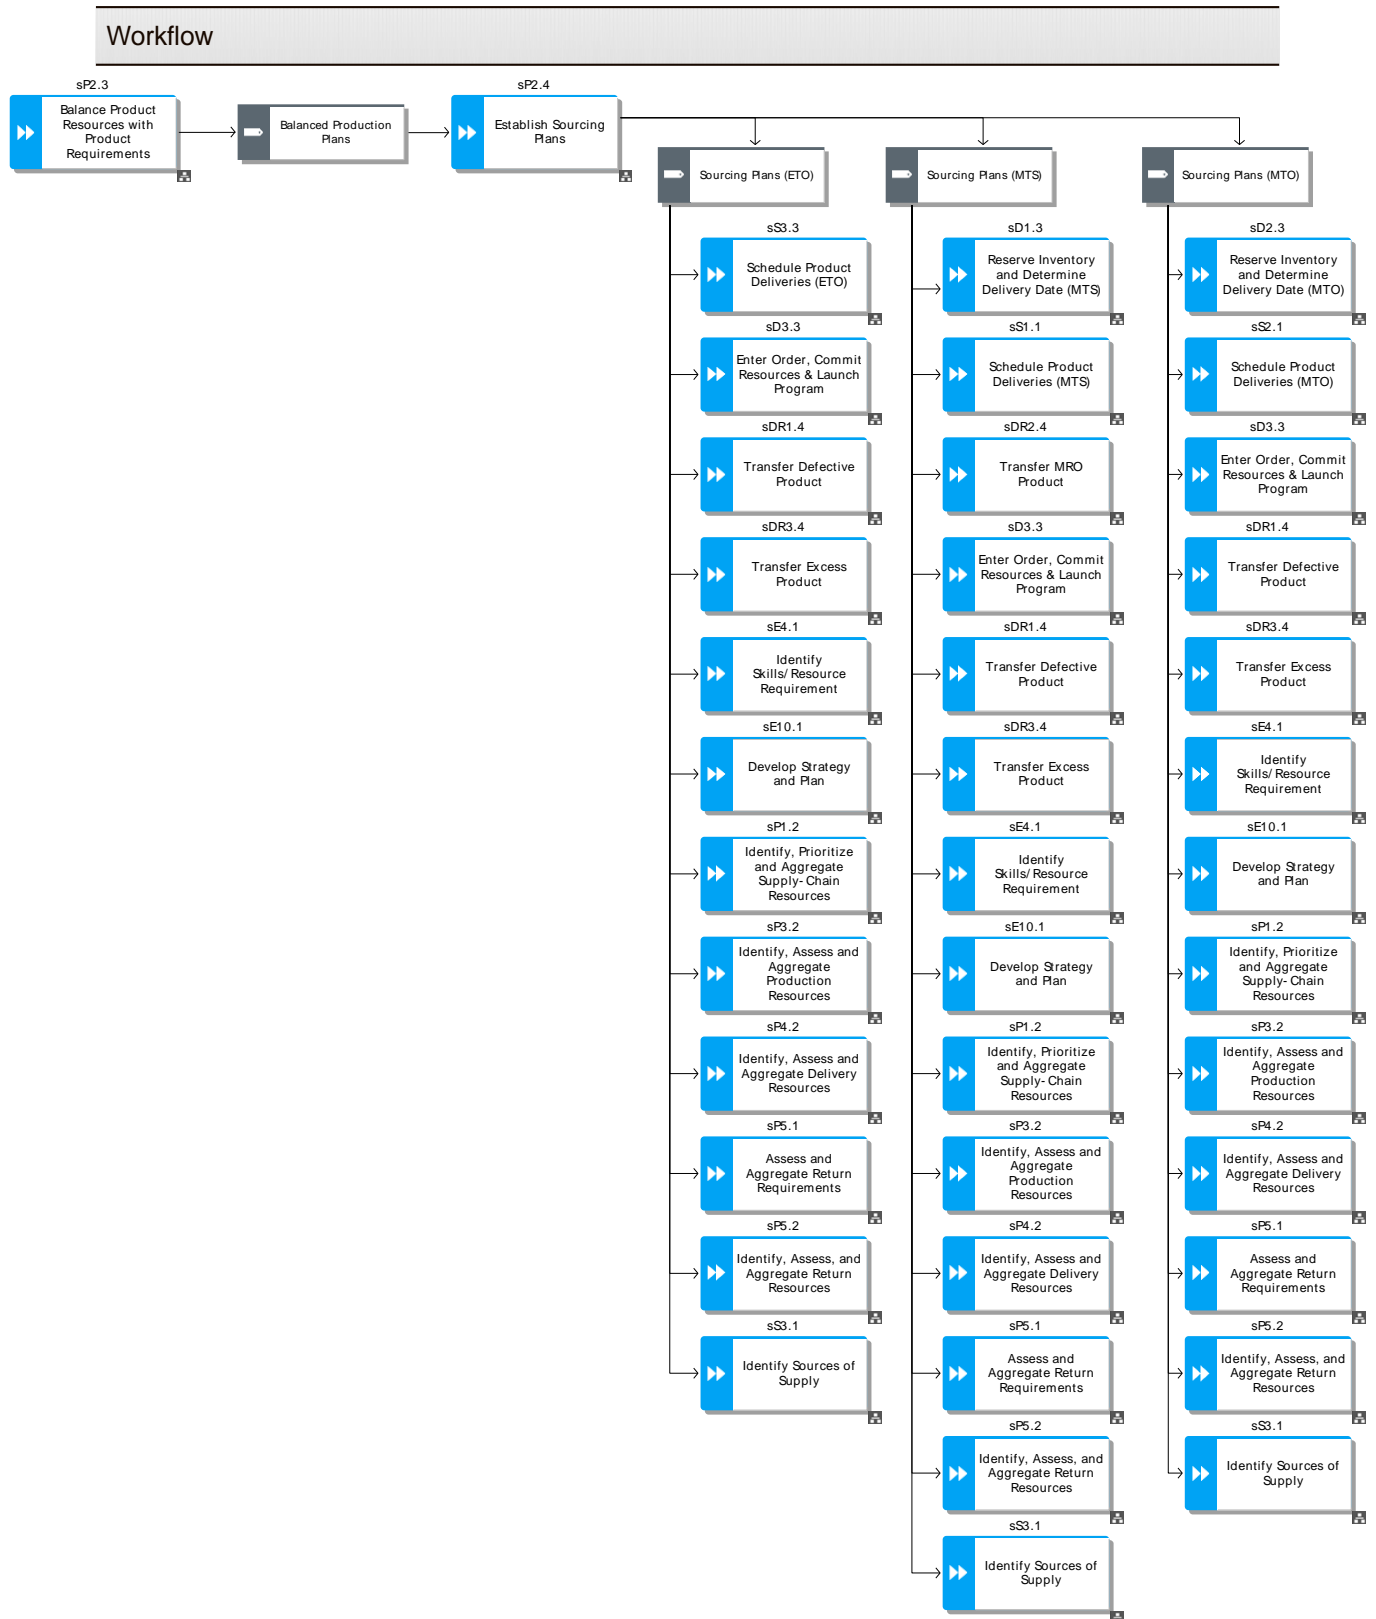 Workflow
sP2.3
Balance Product
Resources with
Product
Requirements
Balanced Production
Plans
sP2.4
Establish Sourcing
Plans
Sourcing Plans (ETO)
sS3.3
Schedule Product
Deliveries (ETO)
sD3.3
Enter Order, Commit
Resources & Launch
Program
sDR1.4
Transfer Defective
Product
sDR3.4
Transfer Excess
Product
sE4.1
Identify
Skills/Resource
Requirement
sE10.1
Develop Strategy
and Plan
sP1.2
Identify, Prioritize
and Aggregate
Supply-Chain
Resources
sP3.2
Identify, Assess and
Aggregate
Production
Resources
sP4.2
Identify, Assess and
Aggregate Delivery
Resources
sP5.1
Assess and
Aggregate Return
Requirements
sP5.2
Identify, Assess, and
Aggregate Return
Resources
sS3.1
Identify Sources of
Supply
Sourcing Plans (MTS)
sD1.3
Reserve Inventory
and Determine
Delivery Date (MTS)
sS1.1
Schedule Product
Deliveries (MTS)
sDR2.4
Transfer MRO
Product
sD3.3
Enter Order, Commit
Resources & Launch
Program
sDR1.4
Transfer Defective
Product
sDR3.4
Transfer Excess
Product
sE4.1
Identify
Skills/Resource
Requirement
sE10.1
Develop Strategy
and Plan
sP1.2
Identify, Prioritize
and Aggregate
Supply-Chain
Resources
sP3.2
Identify, Assess and
Aggregate
Production
Resources
sP4.2
Identify, Assess and
Aggregate Delivery
Resources
sP5.1
Assess and
Aggregate Return
Requirements
sP5.2
Identify, Assess, and
Aggregate Return
Resources
sS3.1
Identify Sources of
Supply
Sourcing Plans (MTO)
sD2.3
Reserve Inventory
and Determine
Delivery Date (MTO)
sS2.1
Schedule Product
Deliveries (MTO)
sD3.3
Enter Order, Commit
Resources & Launch
Program
sDR1.4
Transfer Defective
Product
sDR3.4
Transfer Excess
Product
sE4.1
Identify
Skills/Resource
Requirement
sE10.1
Develop Strategy
and Plan
sP1.2
Identify, Prioritize
and Aggregate
Supply-Chain
Resources
sP3.2
Identify, Assess and
Aggregate
Production
Resources
sP4.2
Identify, Assess and
Aggregate Delivery
Resources
sP5.1
Assess and
Aggregate Return
Requirements
sP5.2
Identify, Assess, and
Aggregate Return
Resources
sS3.1
Identify Sources of
Supply